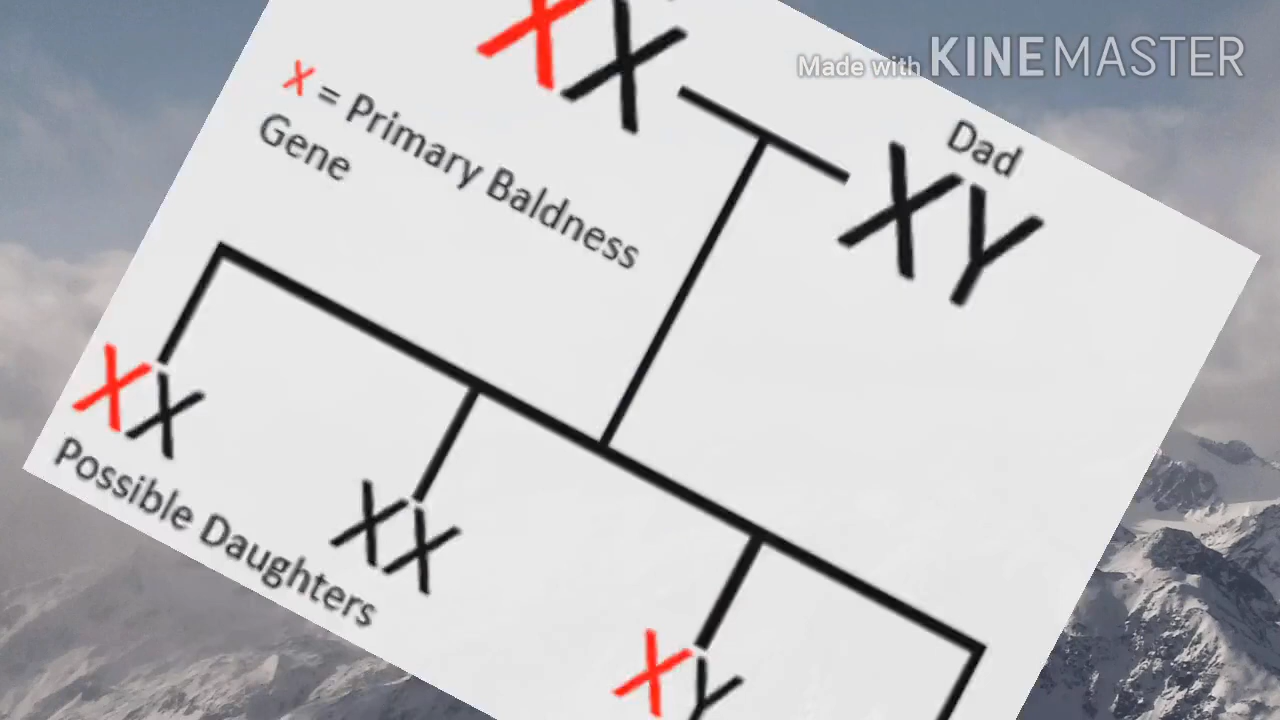 Made with KINEMASTER
XX
X = Primary Baldness
Gene
Dad
XY
XX
XX
Possible Daughters
XY